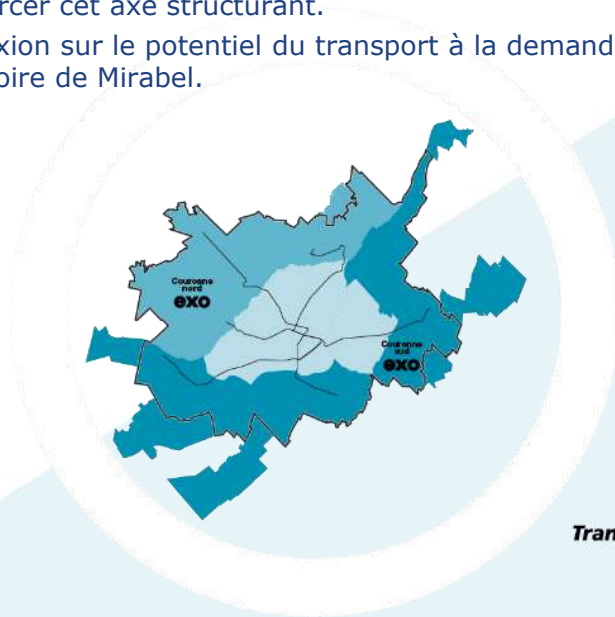 rcer cet axe structurant.
xion sur le potentiel du transport à la demand
oire de Mirabel.
Couronne
nord
exo
Couronne
sud
exo
Tran